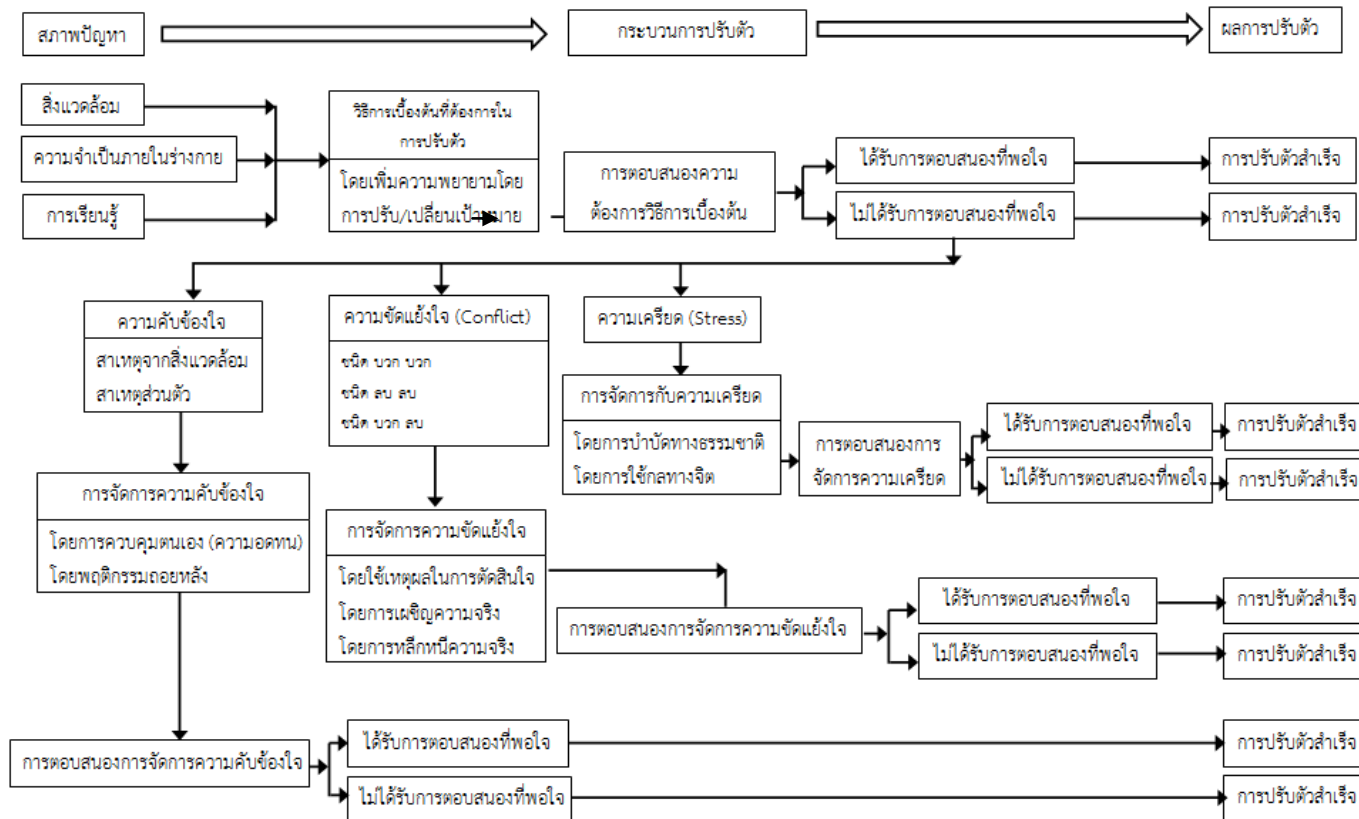 สภาพปัญหา
กระบวนการปรับตัว
ผลการปรับตัว
สิ่งแวดล้อม
ความจำเป็นภายในร่างกาย
การเรียนรู้
วิธีการเบื้องต้นที่ต้องการใน
การปรับตัว
โดยเพิ่มความพยายามโดย
การปรับ/เปลี่ยนเป้าหมาย
การตอบสนองความ
ต้องการวิธีการเบื้องต้น
ได้รับการตอบสนองที่พอใจ
การปรับตัวสำเร็จ
ไม่ได้รับการตอบสนองที่พอใจ
การปรับตัวสำเร็จ
ความคับข้องใจ
สาเหตุจากสิ่งแวดล้อม
สาเหตุส่วนตัว
ความขัดแย้งใจ (Conflict)
ชนิด บวก บวก
ชนิด ลบ ลบ
ชนิด บวก ลบ
ความเครียด (Stress)
การจัดการกับความเครียด
โดยการบำบัดทางธรรมชาติ
โดยการใช้กลทางจิต
การตอบสนองการ
จัดการความเครียด
ได้รับการตอบสนองที่พอใจ
การปรับตัวสำเร็จ
ไม่ได้รับการตอบสนองที่พอใจ
การปรับตัวสำเร็จ
การจัดการความคับข้องใจ
โดยการควบคุมตนเอง (ความอดทน)
โดยพฤติกรรมถอยหลัง
การจัดการความขัดแย้งใจ
โดยใช้เหตุผลในการตัดสินใจ
โดยการเผชิญความจริง
โดยการหลีกหนีความจริง
การตอบสนองการจัดการความขัดแย้งใจ
ได้รับการตอบสนองที่พอใจ
การปรับตัวสำเร็จ
ไม่ได้รับการตอบสนองที่พอใจ
การปรับตัวสำเร็จ
การตอบสนองการจัดการความคับข้องใจ
ได้รับการตอบสนองที่พอใจ
การปรับตัวสำเร็จ
ไม่ได้รับการตอบสนองที่พอใจ
การปรับตัวสำเร็จ